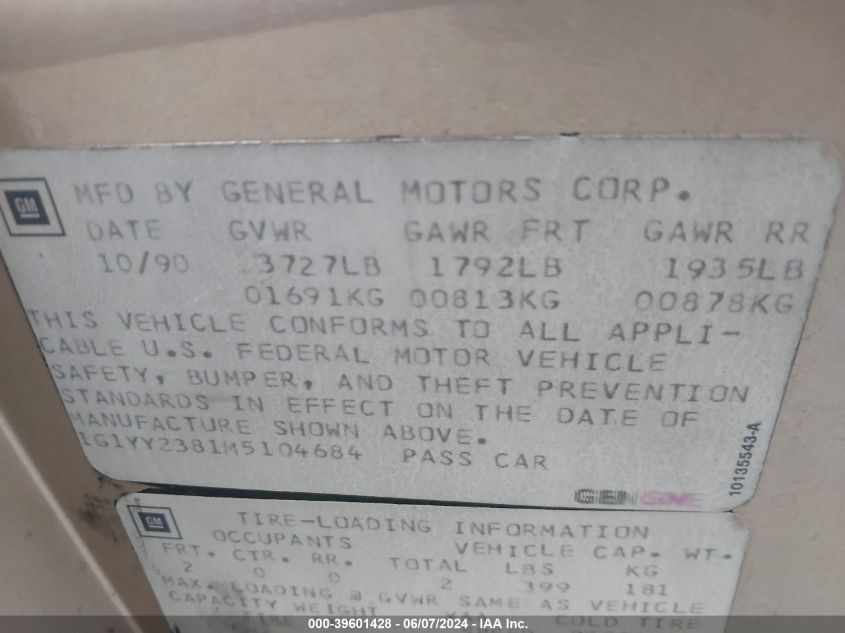 GM
MFD BY GENERAL MOTORS CORP.
DATE GVWR GAWR FRT GAWR RR
10/90 3727LB 1792LB 1935LB
01691KG 00813KG 00878KG
THIS VEHICLE CONFORMS TO ALL APPLI-
CABLE U.S. FEDERAL MOTOR VEHICLE
SAFETY, BUMPER, AND THEFT PREVENTION
STANDARDS IN EFFECT ON THE DATE OF
MANUFACTURE SHOWN ABOVE.
1G1YY2381M5104684 PASS CAR
10135543-A
GM
TIRE-LOADING INFORMATION
OCCUPANTS VEHICLE CAP. WT.
FRT. CTR. RR. TOTAL LBS KG
2 0 0 2 399 181
MAX. LOADING @ GVWR SAME AS VEHICLE
CAPACITY WEIGHT COLD TIRE
000-39601428 - 06/07/2024 - IAA Inc.